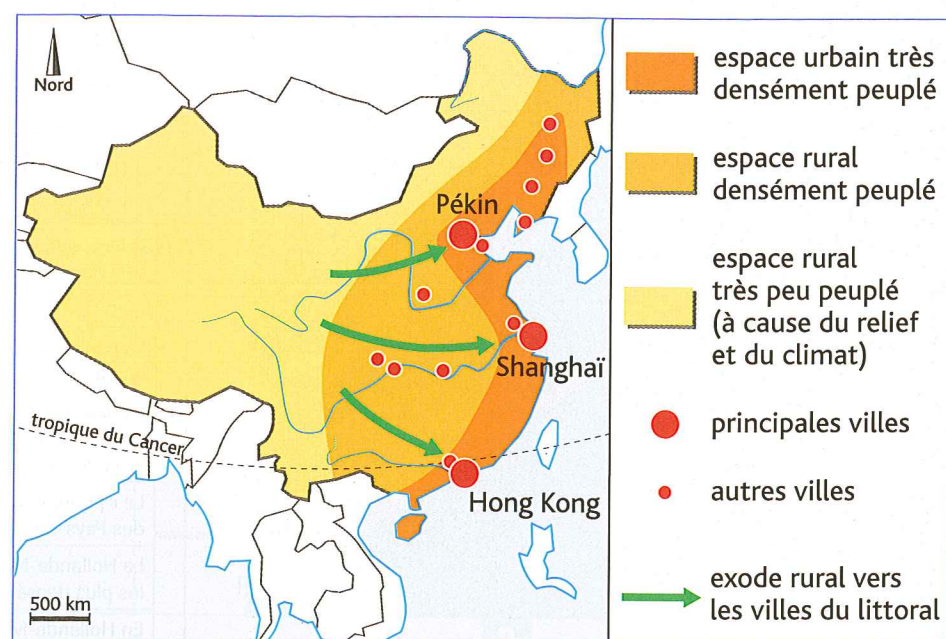 Nord
Pékin
Shanghaï
tropique du Cancer
Hong Kong
500 km
espace urbain très
densément peuplé
espace rural
densément peuplé
espace rural
très peu peuplé
(à cause du relief
et du climat)
principales villes
autres villes
exode rural vers
les villes du littoral